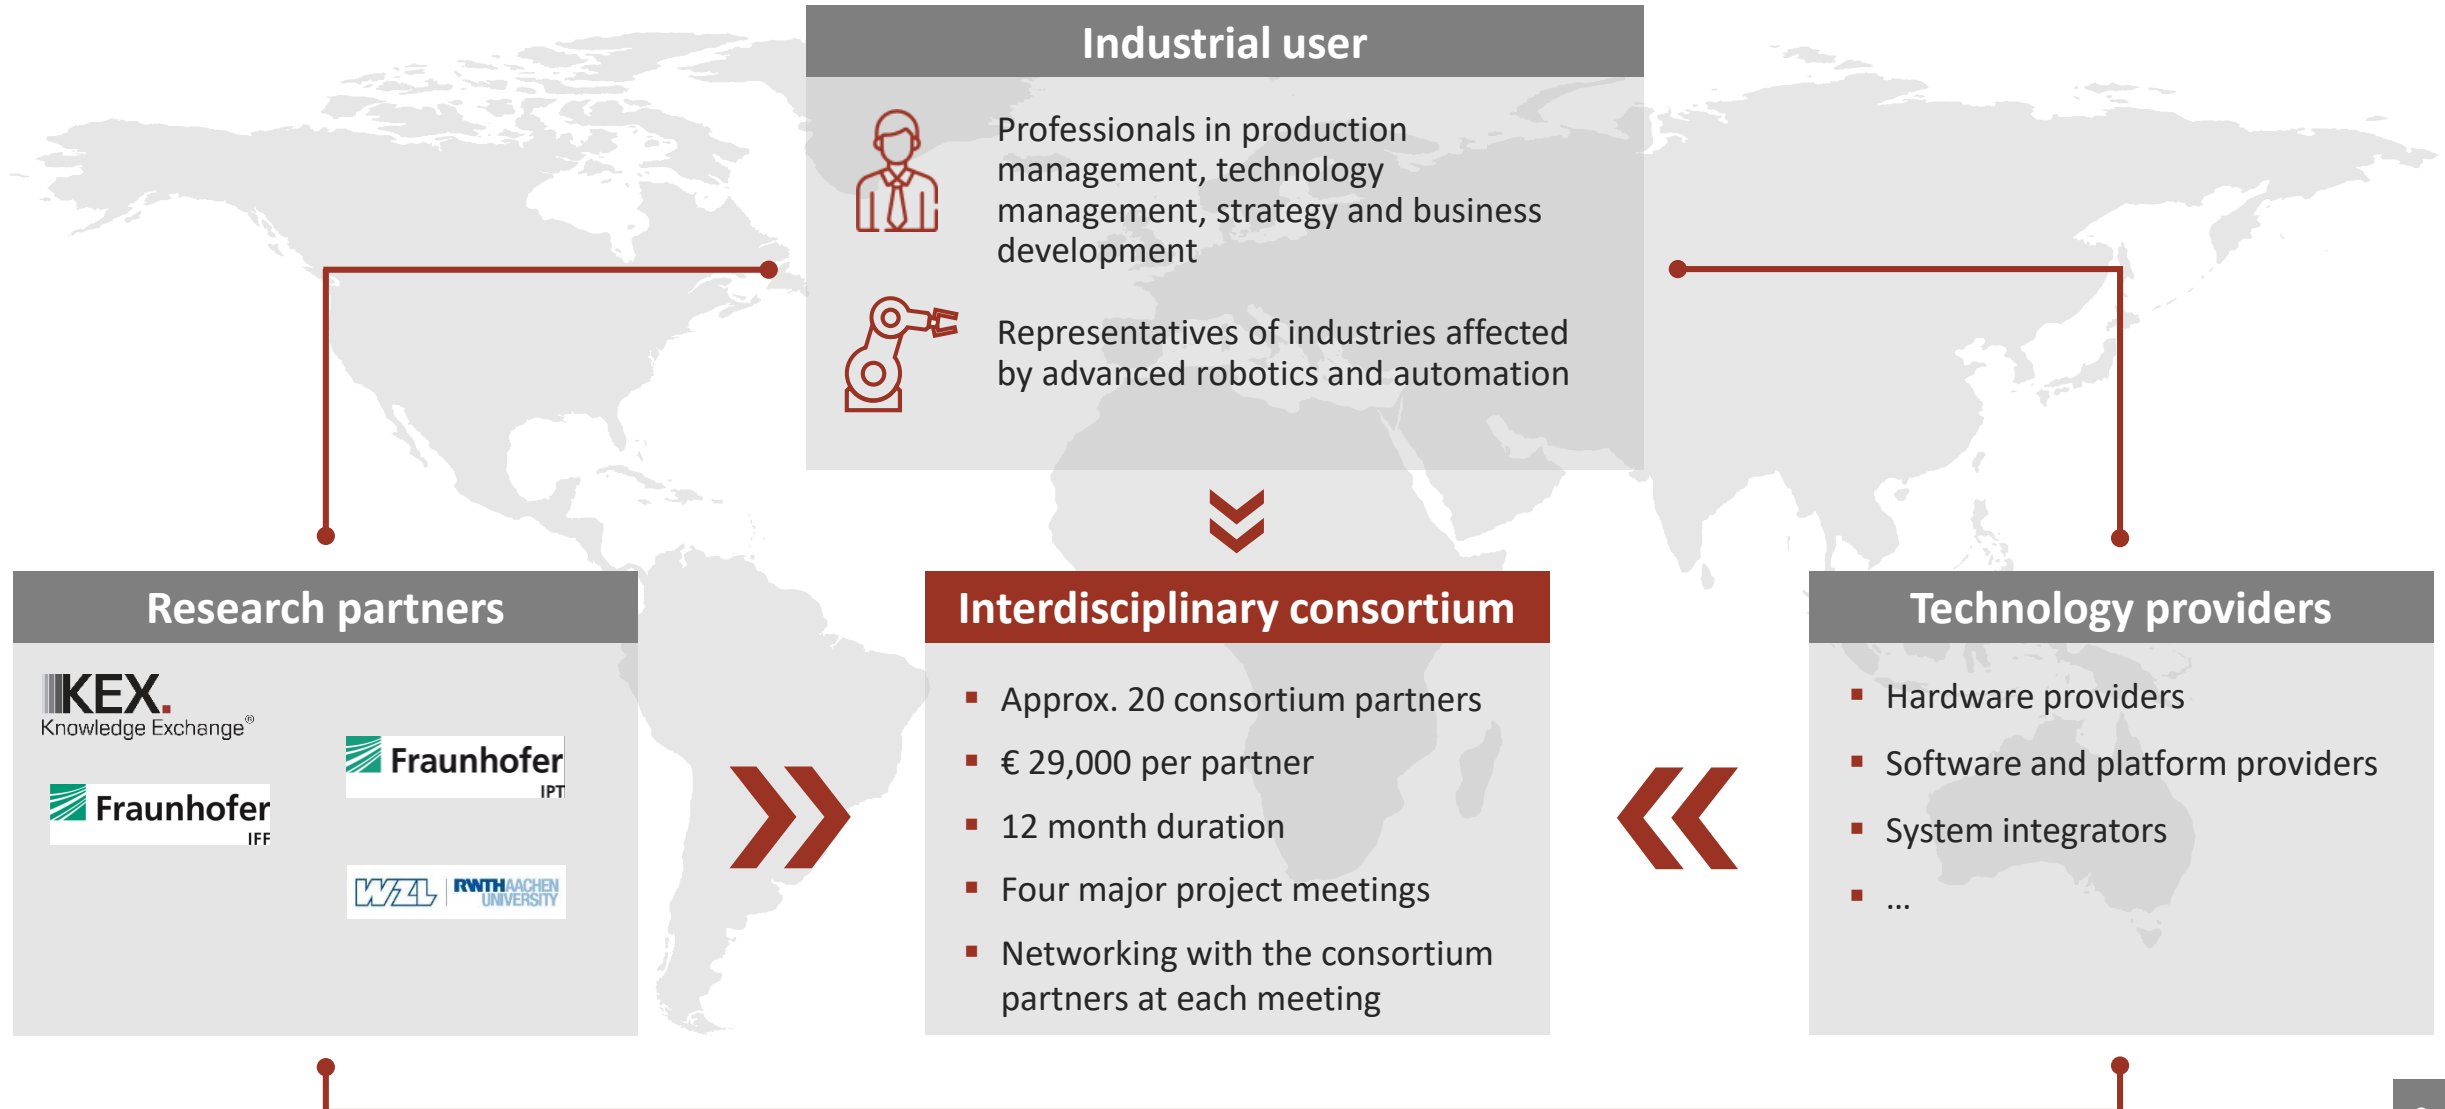 Industrial user
Professionals in production
management, technology
management, strategy and business
development
Representatives of industries affected
by advanced robotics and automation
Research partners
KEX.
Knowledge Exchange®
Fraunhofer
IPT
Fraunhofer
IFF
WZL RWTHAACHEN
UNIVERSITY
Interdisciplinary consortium
▪ Approx. 20 consortium partners
▪ € 29,000 per partner
▪ 12 month duration
▪ Four major project meetings
▪ Networking with the consortium
partners at each meeting
Technology providers
▪ Hardware providers
▪ Software and platform providers
▪ System integrators
▪ ...